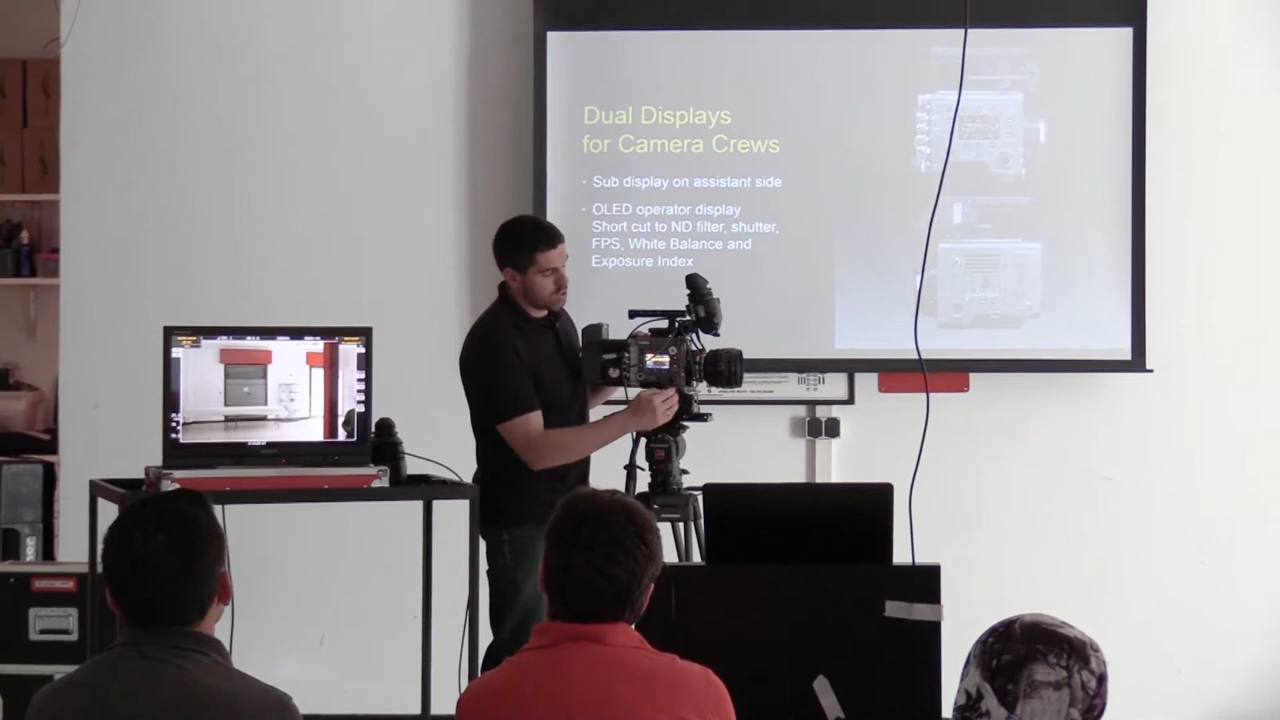 Dual Displays
for Camera Crews
· Sub display on assistant side
· OLED operator display
Short cut to ND filter, shutter,
FPS, White Balance and
Exposure Index